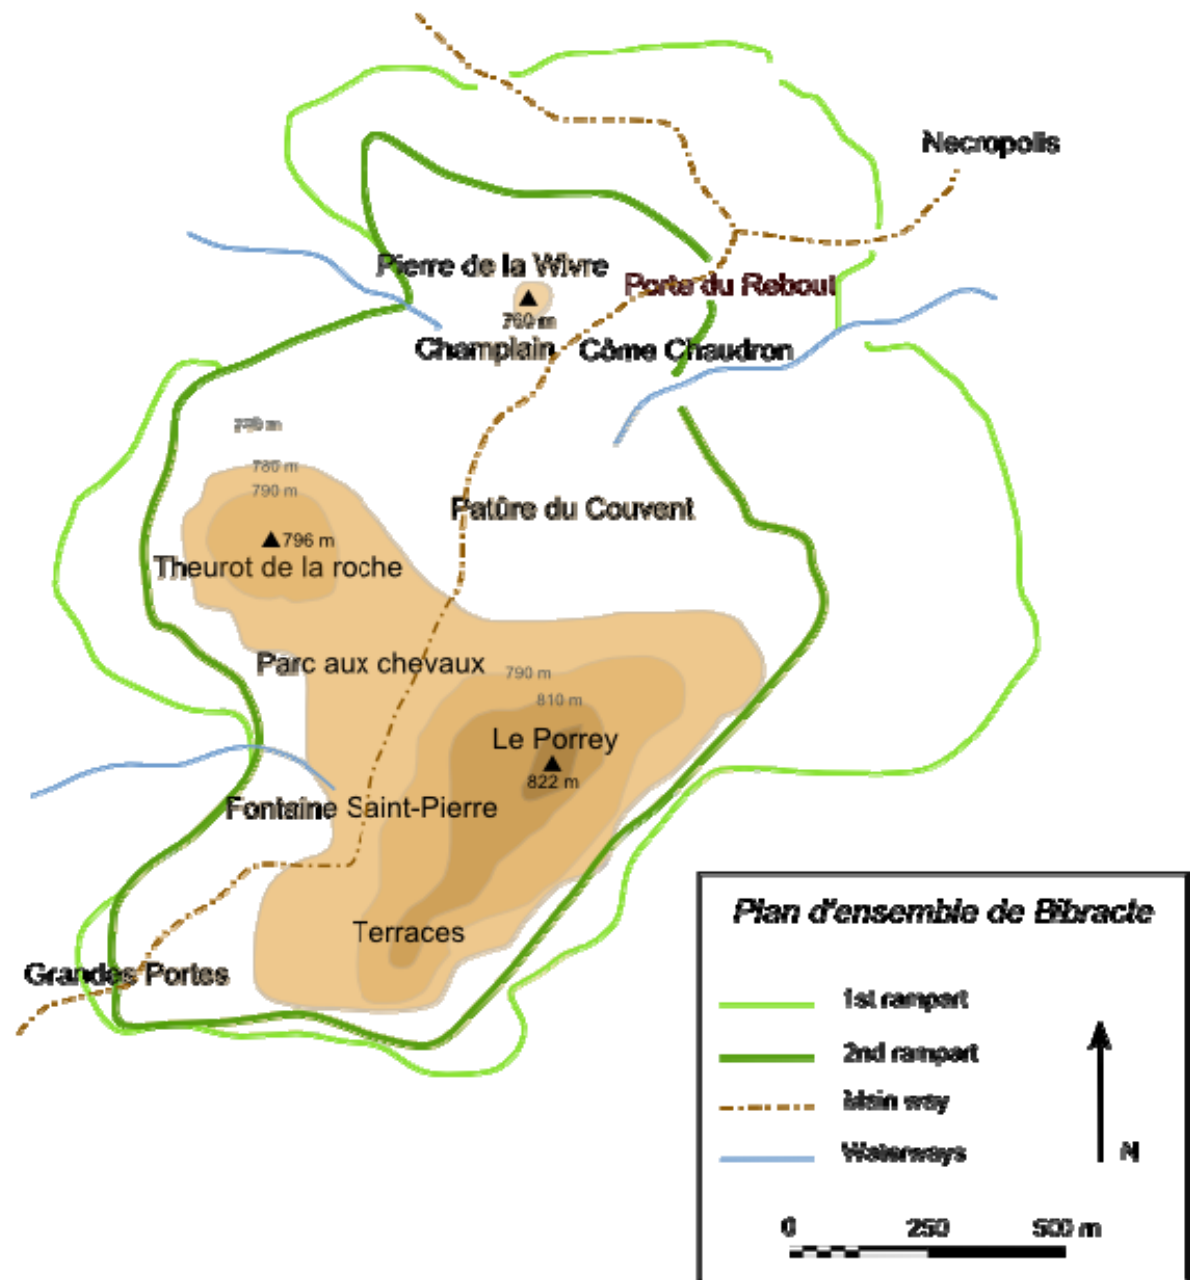 Necropolis
Pierre de la Wivre
Porte du Rebout
760 m
Champlain
Côme Chaudron
780 m
790 m
Patûre du Couvent
796 m
Theurot de la roche
Parc aux chevaux
790 m
810 m
Le Porrey
822 m
Fontaine Saint-Pierre
Terraces
Grandes Portes
Plan d'ensemble de Bibracte
1st rampart
2nd rampart
Main way
Waterways
N
0 250 500 m